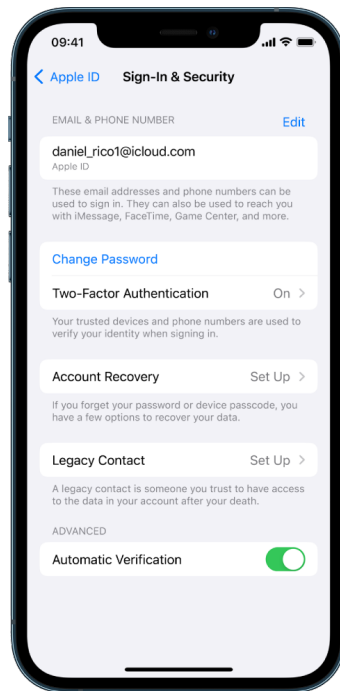 09:41
Apple ID Sign-In & Security
EMAIL & PHONE NUMBER Edit
daniel_rico1@icloud.com
Apple ID
These email addresses and phone numbers can be
used to sign in. They can also be used to reach you
with iMessage, FaceTime, Game Center, and more.
Change Password
Two-Factor Authentication On
Your trusted devices and phone numbers are used to
verify your identity when signing in.
Account Recovery Set Up
If you forget your password or device passcode, you
have a few options to recover your data.
Legacy Contact Set Up
A legacy contact is someone you trust to have access
to the data in your account after your death.
ADVANCED
Automatic Verification